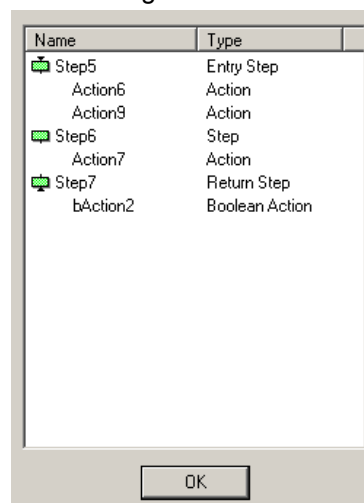 Name Type
Step5 Entry Step
Action6 Action
Action9 Action
Step6 Step
Action7 Action
Step7 Return Step
bAction2 Boolean Action
OK